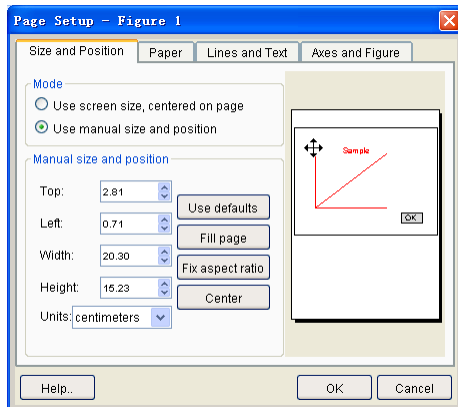 Page Setup - Figure 1
Size and Position Paper Lines and Text Axes and Figure
Mode
Use screen size, centered on page
Use manual size and position
Manual size and position
Top: 2.81
Left: 0.71
Width: 20.30
Height: 15.23
Units: centimeters
Use defaults
Fill page
Fix aspect ratio
Center
Sample
OK
Help.. OK Cancel